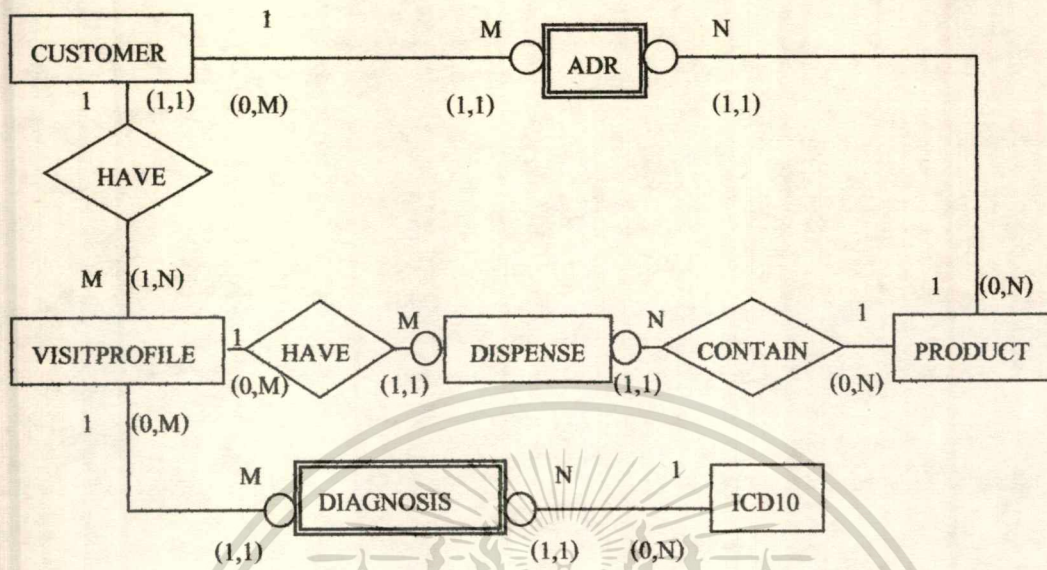 1 M N
CUSTOMER ADR
1 (1,1) (0,M) (1,1) (1,1)
HAVE
M (1,N) 1 (0,N)
VISITPROFILE 1 HAVE M DISPENSE N CONTAIN 1 PRODUCT
(0,M) (1,1) (1,1) (0,N)
1 (0,M)
M N 1
DIAGNOSIS ICD10
(1,1) (1,1) (0,N)